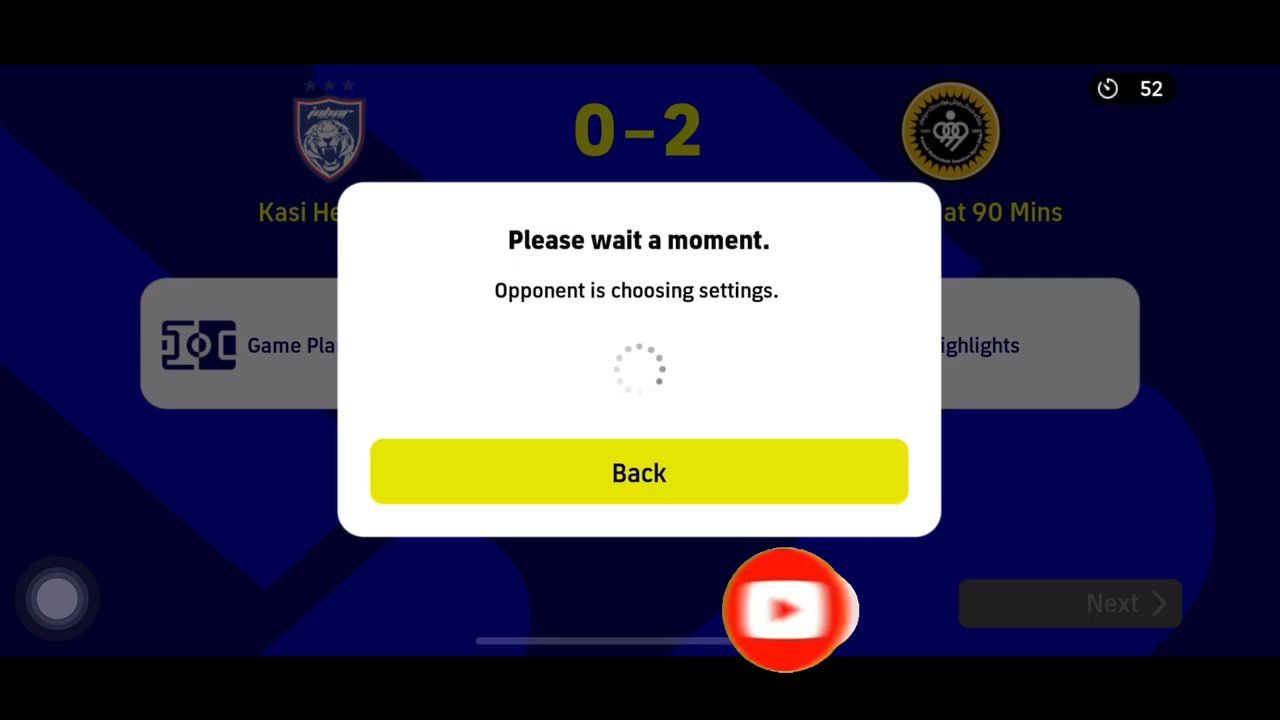 52
0-2
Kasi He
at 90 Mins
Please wait a moment.
Opponent is choosing settings.
Game Pla
ighlights
Back
Next